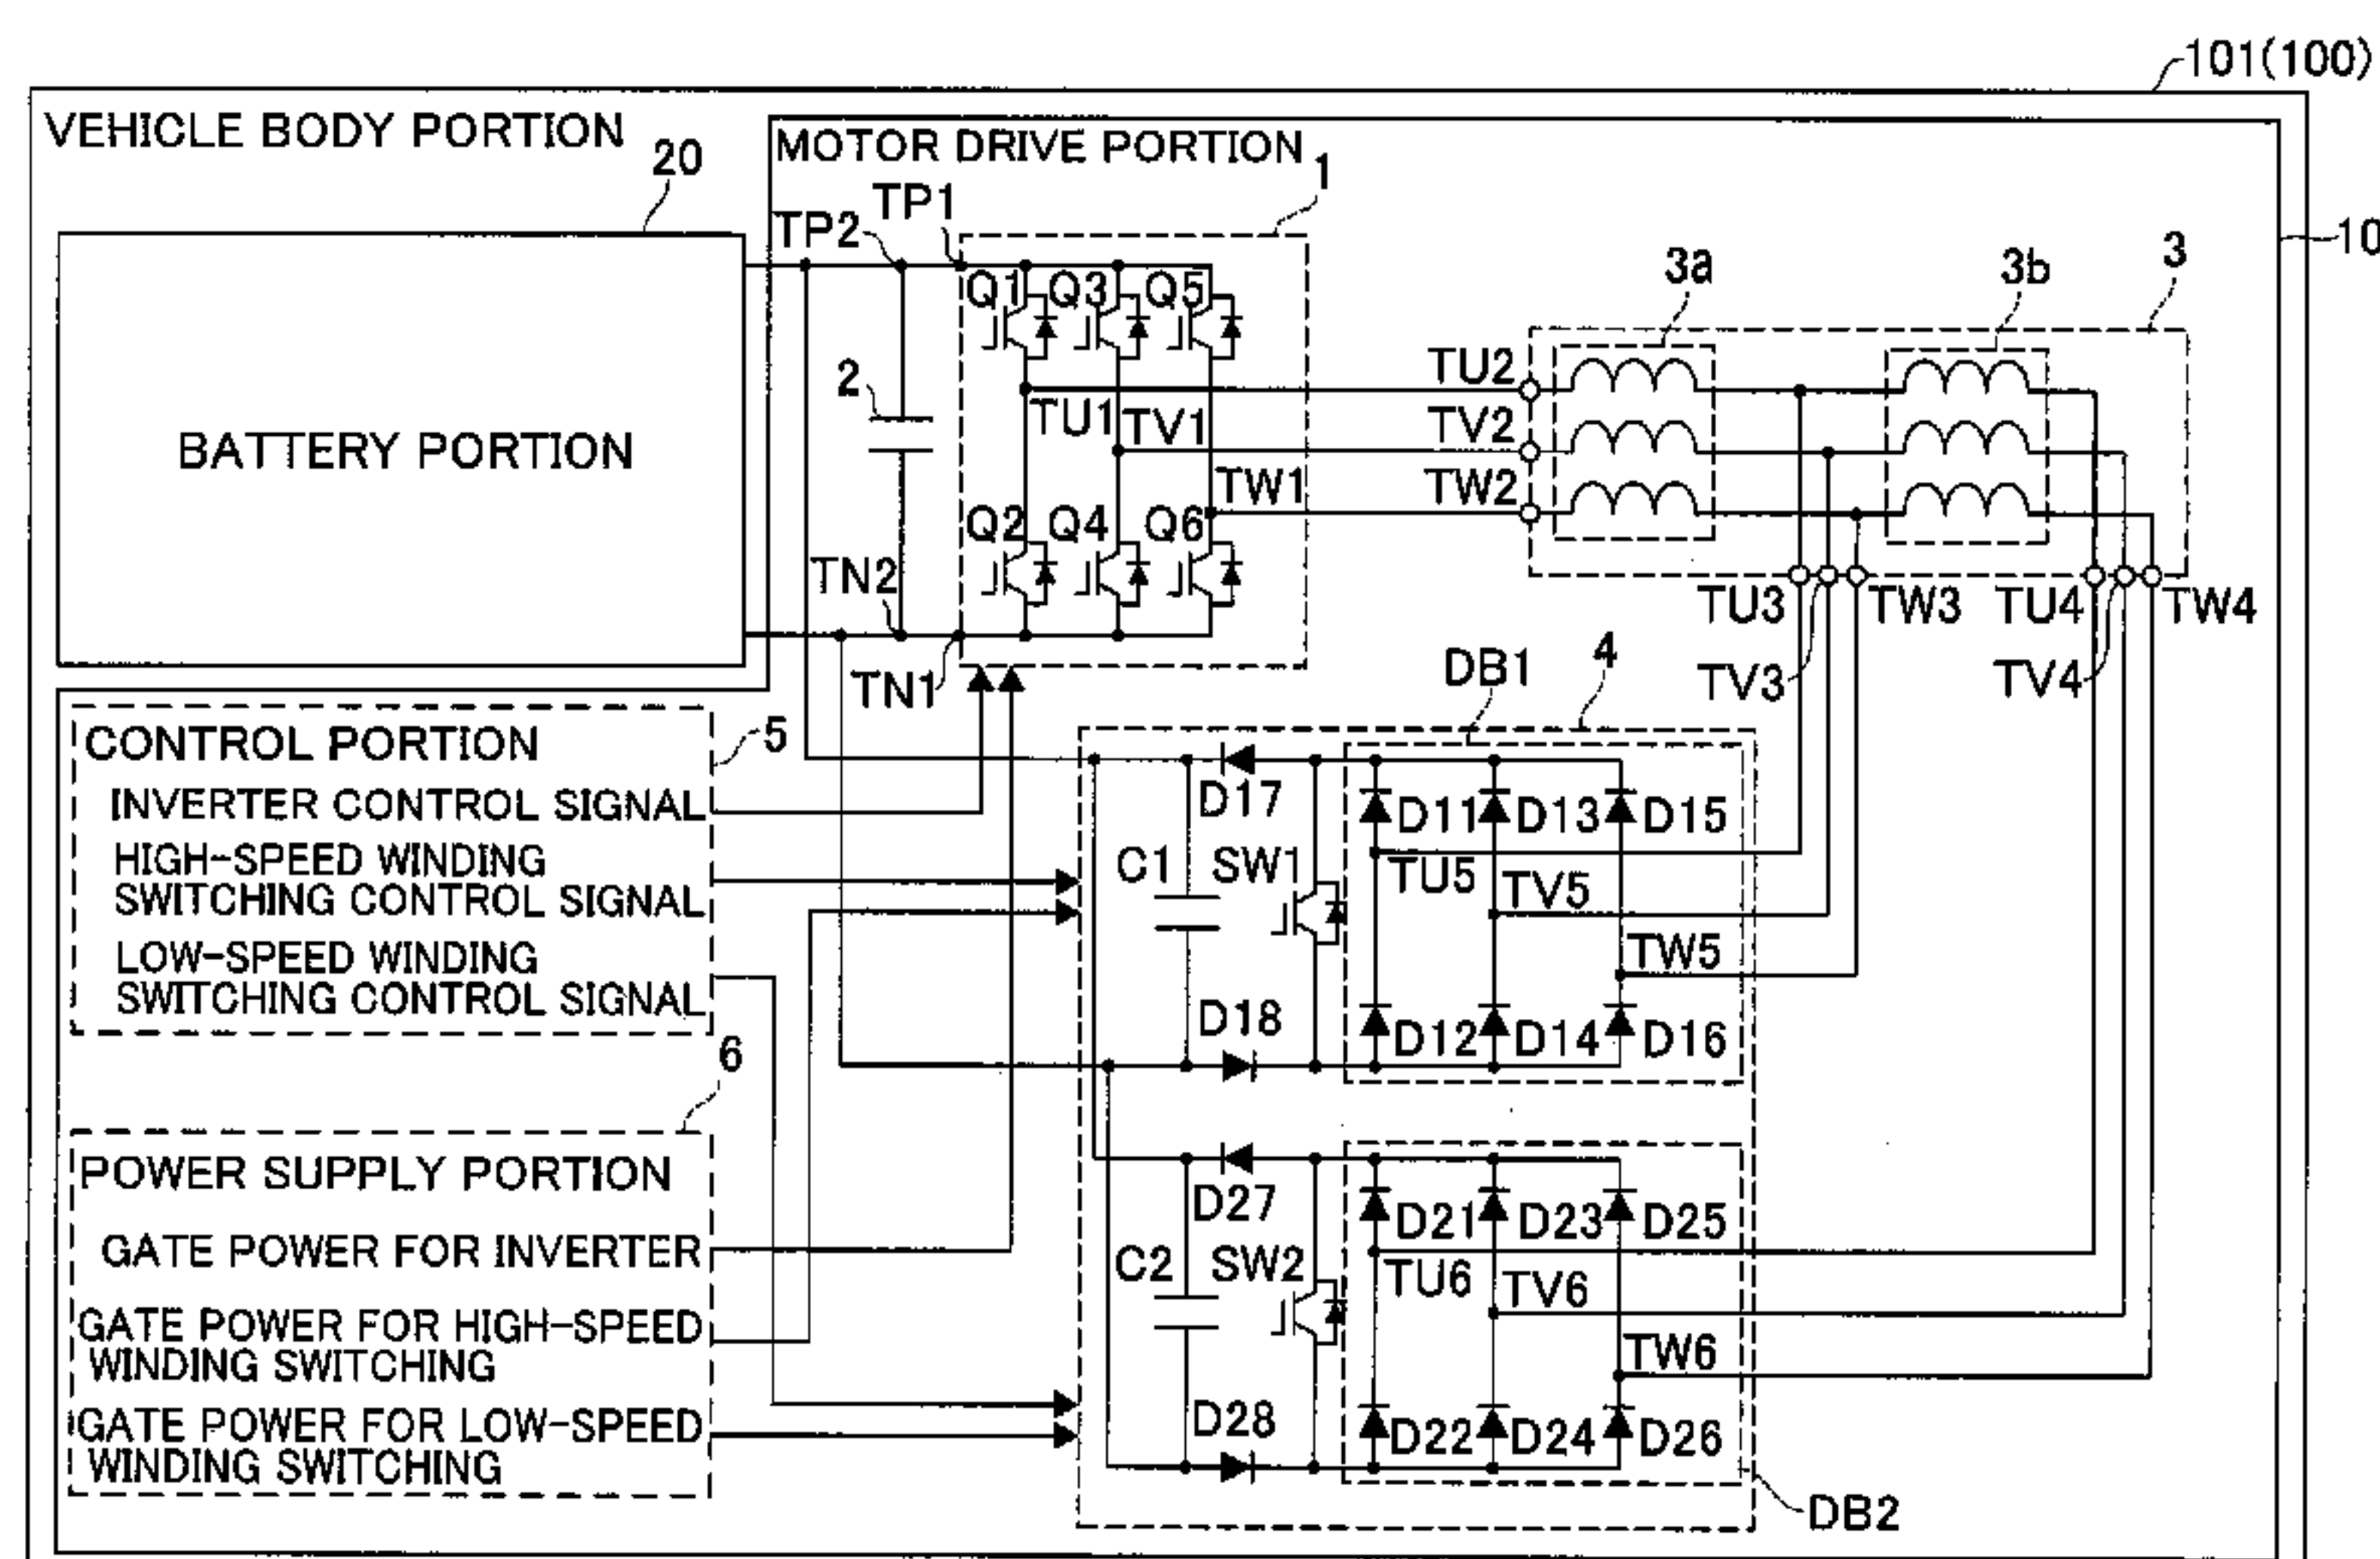 101(100)
VEHICLE BODY PORTION
20
MOTOR DRIVE PORTION
1
TP1
TP2
10
3
3a
3b
Q1
Q3
Q5
BATTERY PORTION
2
TU2
TU1
TV1
TV2
TW1
TW2
Q2
Q4
Q6
TN2
TU3
TW3
TU4
TW4
TN1
DB1
4
TV3
TV4
CONTROL PORTION
5
INVERTER CONTROL SIGNAL
HIGH-SPEED WINDING
SWITCHING CONTROL SIGNAL
LOW-SPEED WINDING
SWITCHING CONTROL SIGNAL
D17
D11
D13
D15
C1
SW1
TU5
TV5
TW5
D18
D12
D14
D16
6
POWER SUPPLY PORTION
GATE POWER FOR INVERTER
GATE POWER FOR HIGH-SPEED
WINDING SWITCHING
GATE POWER FOR LOW-SPEED
WINDING SWITCHING
D27
D21
D23
D25
C2
SW2
TU6
TV6
TW6
D28
D22
D24
D26
DB2